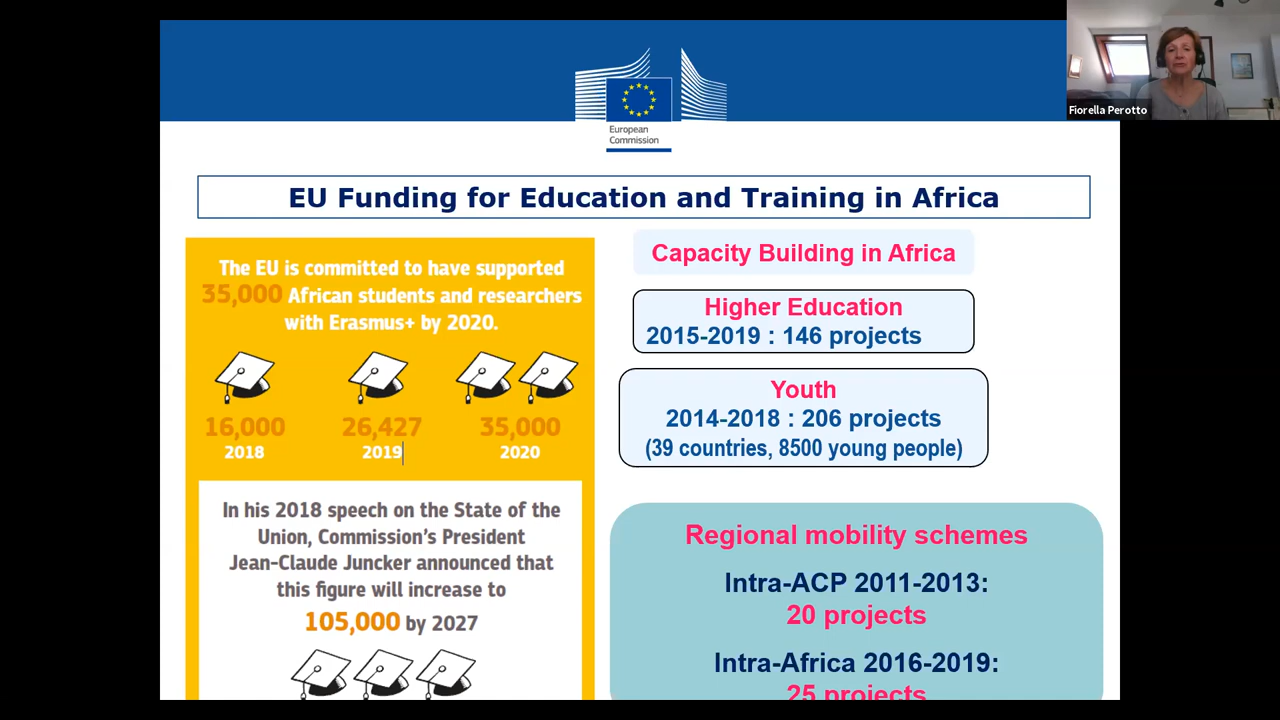 Fiorella Perotto
European
Commission
EU Funding for Education and Training in Africa
The EU is committed to have supported
35,000 African students and researchers
with Erasmus+ by 2020.
16,000
26,427
35,000
2018
2019
2020
In his 2018 speech on the State of the
Union, Commission's President
Jean-Claude Juncker announced that
this figure will increase to
105,000 by 2027
Capacity Building in Africa
Higher Education
2015-2019 : 146 projects
Youth
2014-2018 : 206 projects
(39 countries, 8500 young people)
Regional mobility schemes
Intra-ACP 2011-2013:
20 projects
Intra-Africa 2016-2019:
25 projects